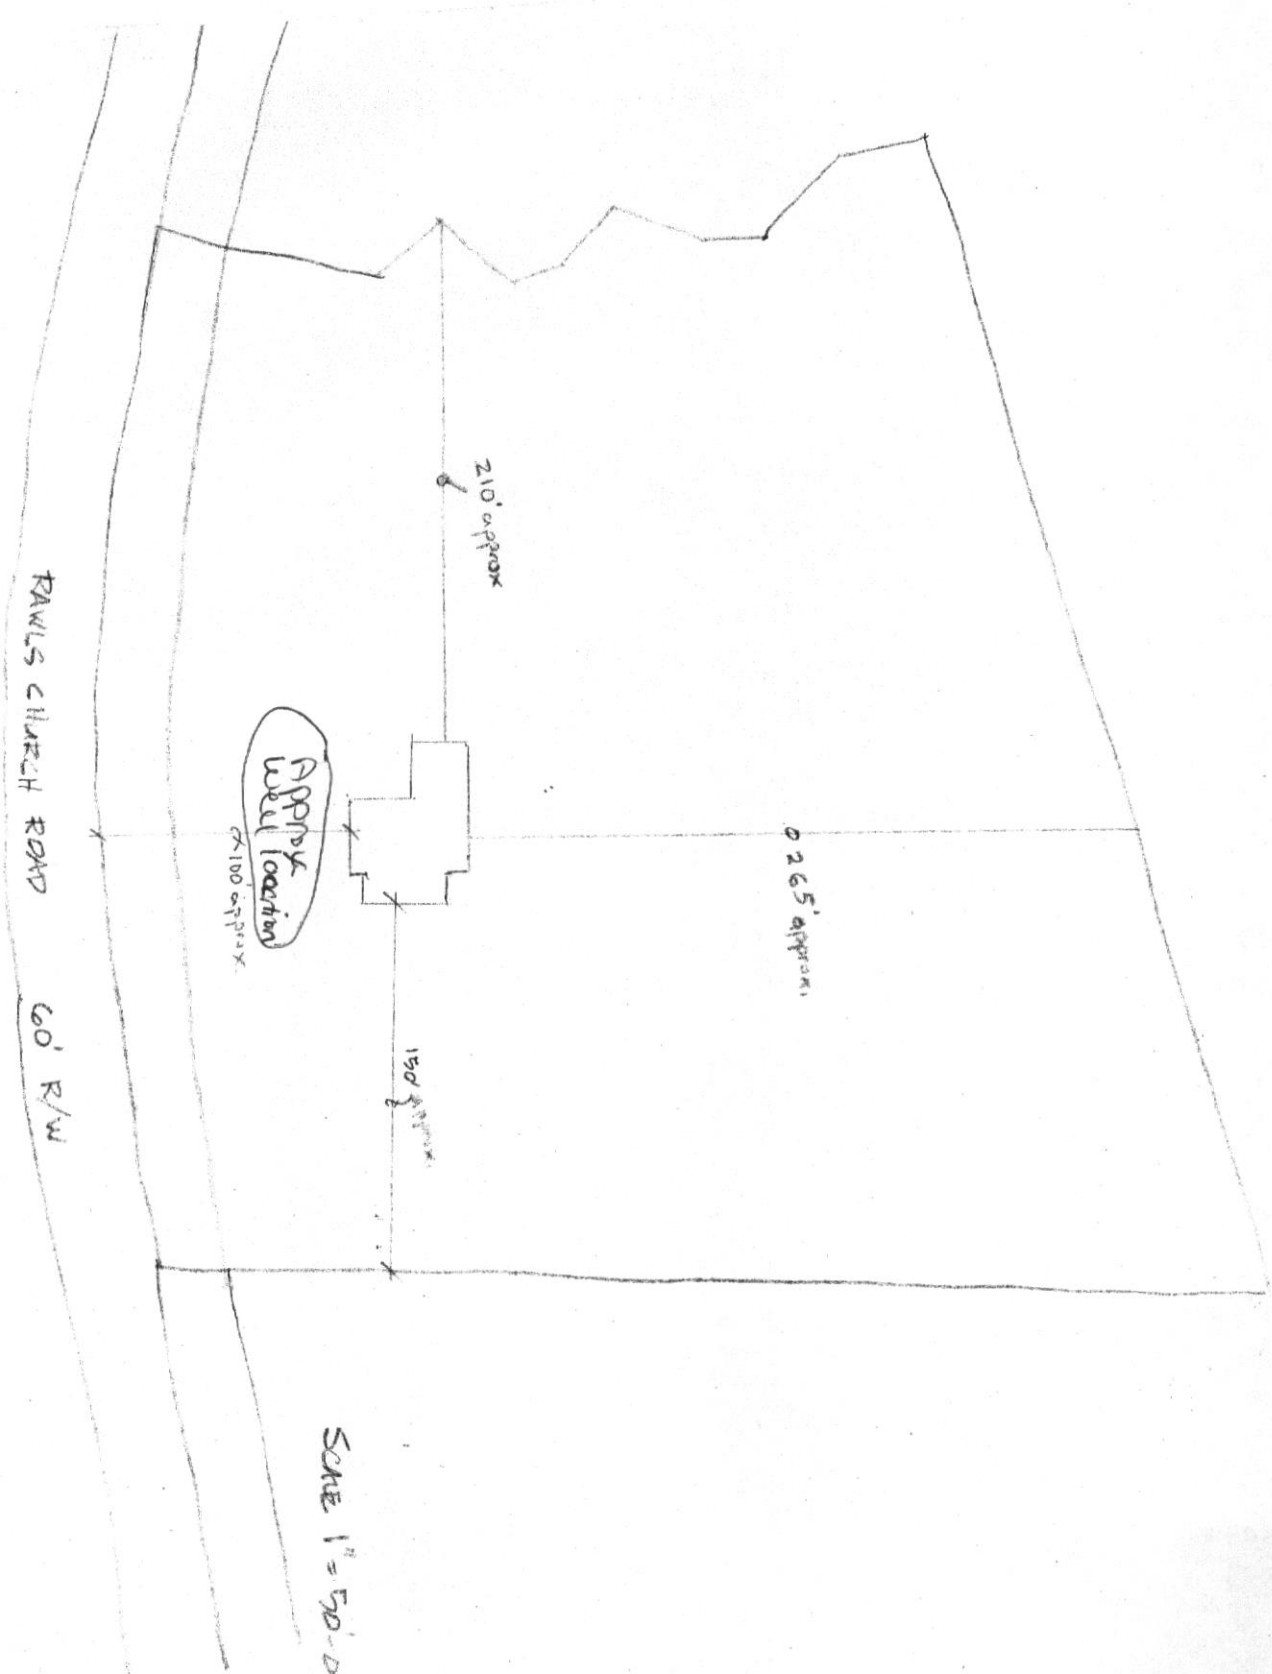 210' approx
265' approx.
Approx
well location
100' approx.
150' approx.
RAWLS CHURCH ROAD 60' R/W
SCALE 1" = 50'-0